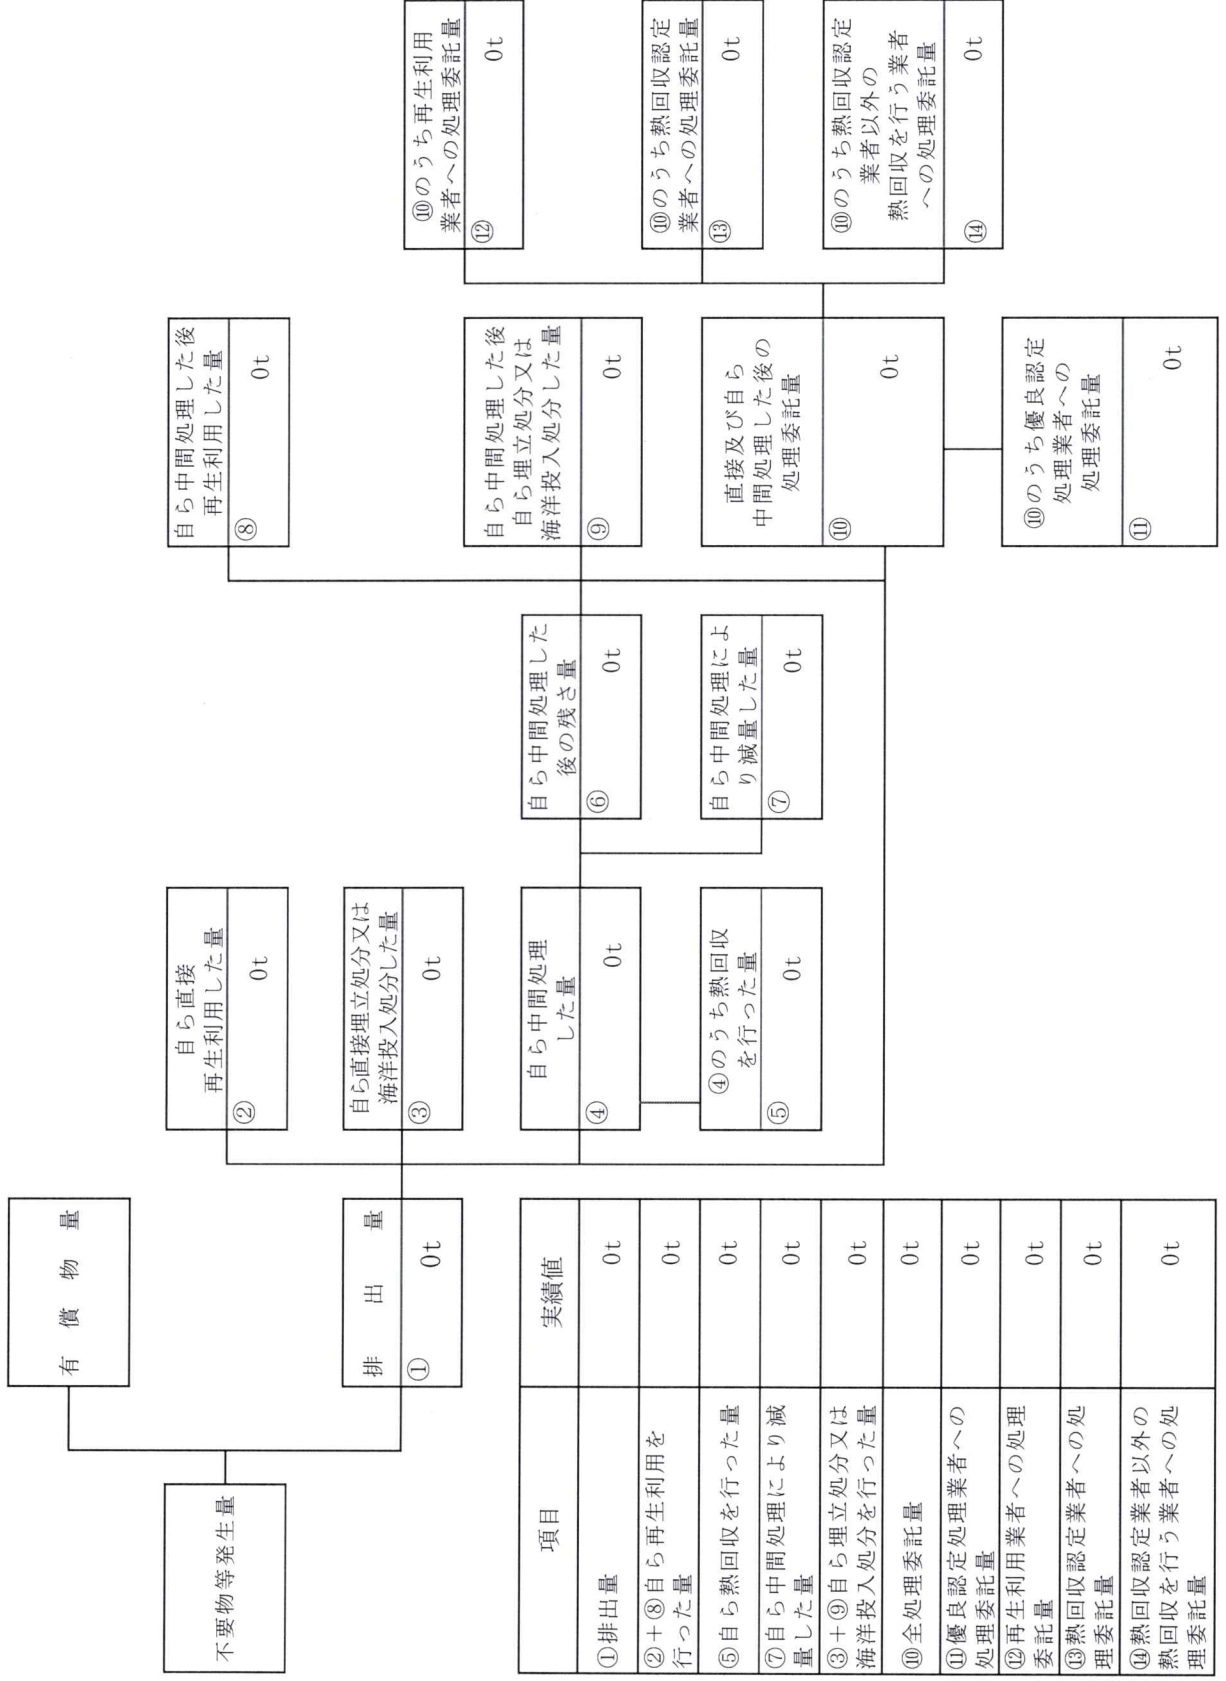 不要物等発生量
有償物量
排出量
①
0t
自ら直接
再生利用した量
②
0t
自ら直接埋立処分又は
海洋投入処分した量
③
0t
自ら中間処理
した量
④
0t
④のうち熱回収
を行った量
⑤
0t
自ら中間処理した
後の残さ量
⑥
0t
自ら中間処理によ
り減量した量
⑦
0t
自ら中間処理した後
再生利用した量
⑧
0t
自ら中間処理した後
自ら埋立処分又は
海洋投入処分した量
⑨
0t
直接及び自ら
中間処理した後の
処理委託量
⑩
0t
⑩のうち優良認定
処理業者への
処理委託量
⑪
0t
⑩のうち再生利用
業者への処理委託量
⑫
0t
⑩のうち熱回収認定
業者への処理委託量
⑬
0t
⑩のうち熱回収認定
業者以外の
熱回収を行う業者
への処理委託量
⑭
0t
項目 実績値
①排出量 0t
②+⑧自ら再生利用を
行った量 0t
⑤自ら熱回収を行った量 0t
⑦自ら中間処理により減
量した量 0t
③+⑨自ら埋立処分又は
海洋投入処分を行った量 0t
⑩全処理委託量 0t
⑪優良認定処理業者への
処理委託量 0t
⑫再生利用業者への処理
委託量 0t
⑬熱回収認定業者への処
理委託量 0t
⑭熱回収認定業者以外の
熱回収を行う業者への処
理委託量 0t